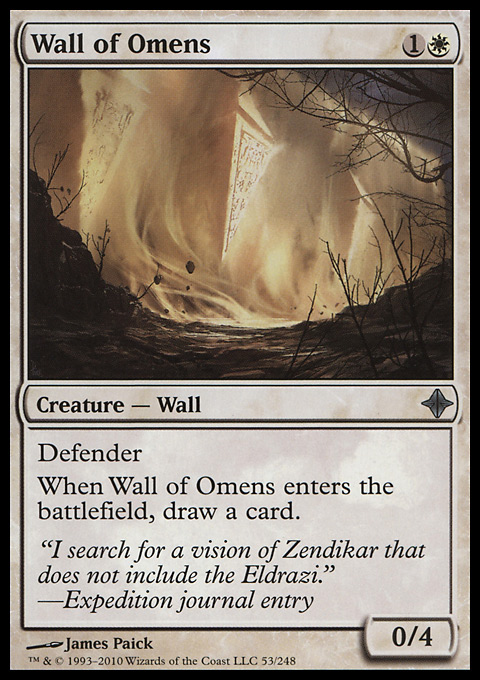 Wall of Omens 1
Creature — Wall
Defender
When Wall of Omens enters the
battlefield, draw a card.
“I search for a vision of Zendikar that
does not include the Eldrazi.”
—Expedition journal entry
James Paick
0/4
™ & © 1993–2010 Wizards of the Coast LLC 53/248